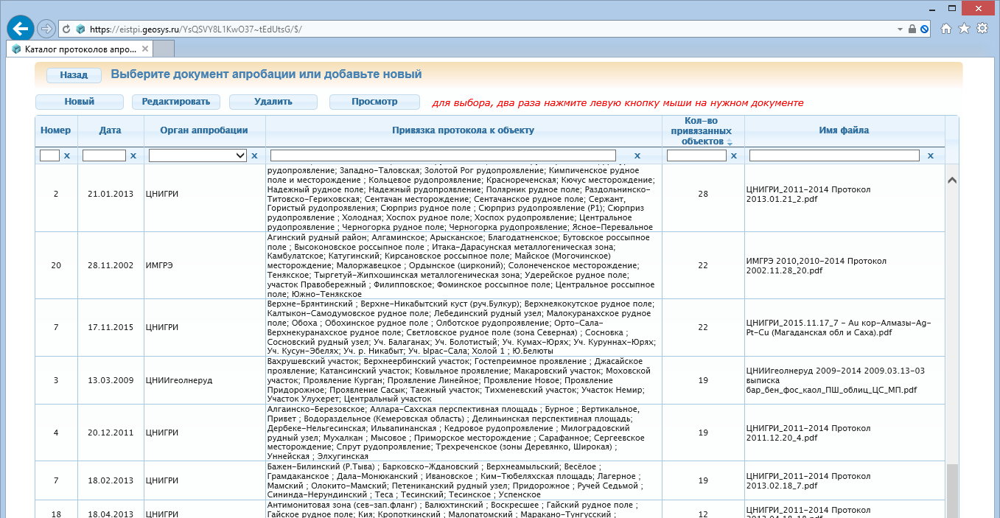 https://eistpi.geosys.ru/YsQSVY8L1KwO37~tEdUtsG/$/
Каталог протоколов апро...
Назад
Выберите документ апробации или добавьте новый
Новый
Редактировать
Удалить
Просмотр
для выбора, два раза нажмите левую кнопку мыши на нужном документе
Номер
Дата
Орган аппробации
Привязка протокола к объекту
Кол-во
привязанных
объектов
Имя файла
x
x
x
x
x
x
2
21.01.2013
ЦНИГРИ
рудопроявление; Западно-Таловская; Золотой Рог рудопроявление; Кимпиченское рудное
поле и месторождение ; Кольцевое рудопроявление; Краснореченская; Кючус месторождение;
Надежный рудное поле; Надежный рудопроявление; Полярник рудное поле; Раздольнинско-
Титовско-Гериховская; Сентачан месторождение; Сентачанское рудное поле; Сержант,
Гористый рудопроявления; Сюрприз рудное поле ; Сюрприз рудопроявление (Р1); Сюрприз
рудопроявление ; Холодная; Хоспох рудное поле; Хоспох рудопроявление; Центральное
рудопроявление ; Черногорка рудное поле; Черногорка рудопроявление; Ясное-Перевальное
28
ЦНИГРИ_2011-2014 Протокол
2013.01.21_2.pdf
20
28.11.2002
ИМГРЭ
Агинский рудный район; Алгаминское; Арысканское; Благодатненское; Бутовское россыпное
поле ; Высоконовское россыпное поле ; Итака-Дарасунская металлогеническая зона;
Камбулатское; Катугинский; Кирсановское россыпное поле; Майское (Могочинское)
месторождение; Малоржавецкое ; Ордынское (цирконий); Солонеченское месторождение;
Тенякское; Тыргетуй-Жипхошинская металлогеническая зона; Удерейское рудное поле;
участок Правобережный ; Филипповское; Фоминское россыпное поле; Центральное россыпное
поле; Южно-Тенякское
22
ИМГРЭ 2010,2010-2014 Протокол
2002.11.28_20.pdf
7
17.11.2015
ЦНИГРИ
Верхне-Брянтинский ; Верхне-Никабытский куст (руч.Булкур); Верхнеякокутское рудное поле;
Калтыкон-Самодумовское рудное поле; Лебединский рудный узел; Малокуранахское рудное
поле; Обоха ; Обохинское рудное поле ; Олботское рудопроявление; Орто-Сала-
Верхнекуранахское рудное поле; Светловское рудное поле (зона Северная) ; Сосновка ;
Сосновский рудный узел; Уч. Балаганах; Уч. Болотистый; Уч. Кумах-Юрях; Уч. Куруннах-Юрях;
Уч. Кусун-Эбелях; Уч. р. Никабыт; Уч. Ырас-Сала; Холой 1 ; Ю.Белюты
22
ЦНИГРИ_2015.11.17_7 - Au кор-Алмазы-Ag-
Pt-Cu (Магаданская обл и Саха).pdf
3
13.03.2009
ЦНИИгеолнеруд
Вахрушевский участок; Верхнеербинский участок; Гостепреимное проявление ; Джасайское
проявление; Катансинский участок; Ковыльное проявление; Макаровский участок; Моховской
участок; Проявление Курган; Проявление Линейное; Проявление Новое; Проявление
Придорожное; Проявление Сасык; Таежный участок; Тихменевский участок; Участок Немир;
Участок Улухерет; Центральный участок
19
ЦНИИгеолнеруд 2009-2014 2009.03.13-03
выписка
бар_бен_фос_каол_ПШ_облиц_ЦС_МП.pdf
4
20.12.2011
ЦНИГРИ
Алгаинско-Березовское; Аллара-Сахская перспективная площадь ; Бурное ; Вертикальное,
Привет ; Водораздельное (Кемеровская область) ; Делиньинская перспективная площадь;
Дербеке-Нельгесинская; Ильвапинанская ; Кедровое рудопроявление ; Милоградовский
рудный узел; Мухалкан ; Мысовое ; Приморское месторождение ; Сарафанное; Сергеевское
месторождение; Спрут рудопроявление; Трехреченское (зоны Деревянко, Широкая) ;
Уннейская ; Элхугинская
19
ЦНИГРИ_2011-2014 Протокол
2011.12.20_4.pdf
7
18.02.2013
ЦНИГРИ
Бажен-Билинский (Р.Тыва) ; Барковско-Ждановский ; Верхнеамыльский; Весёлое ;
Грамдаканское ; Дала-Монюканский ; Ивановское ; Ким-Тюбеляхская площадь; Лагерное ;
Мамский ; Олокито-Мамский; Петениканский рудный узел; Придорожное ; Ручей Седьмой ;
Сининда-Нерундинский ; Теса ; Тесинский; Тесинское ; Успенское
19
ЦНИГРИ_2011-2014 Протокол
2013.02.18_7.pdf
18
18.04.2013
ЦНИГРИ
Антимонитовая зона (сев-зап.фланг) ; Валюхтинский ; Воскресшее ; Гайский рудное поле ;
Гайское рудное поле; Кия; Кропоткинский ; Малопатомский ; Маракано-Тунгусский ;
12
ЦНИГРИ_2011-2014 Протокол
2013.04.18_18.pdf